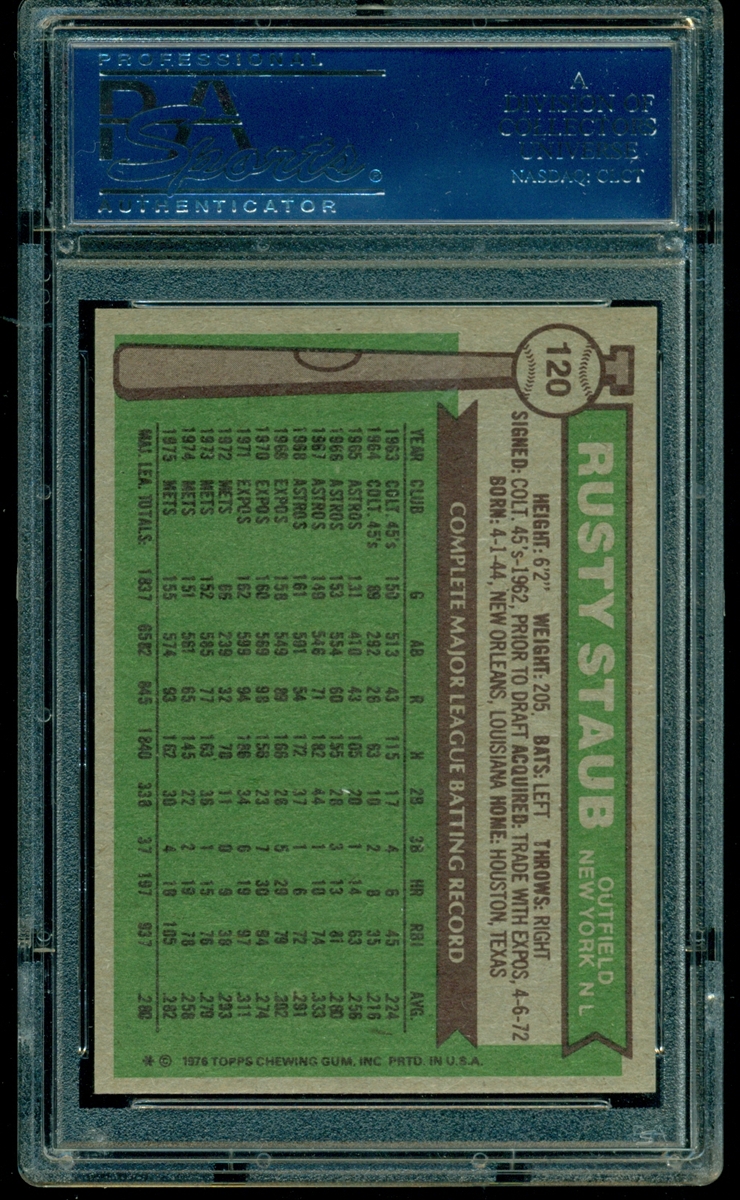 PROFESSIONAL
PSA
Sports
AUTHENTICATOR
A
DIVISION OF
COLLECTORS
UNIVERSE
NASDAQ: CLCT
120
RUSTY STAUB OUTFIELD
NEW YORK N L
HEIGHT: 6'2" WEIGHT: 205. BATS: LEFT THROWS: RIGHT
SIGNED: COLT. 45's-1962, PRIOR TO DRAFT ACQUIRED: TRADE WITH EXPOS, 4-6-72
BORN: 4-1-44, NEW ORLEANS, LOUISIANA HOME: HOUSTON, TEXAS
COMPLETE MAJOR LEAGUE BATTING RECORD
YEAR CLUB G AB R H 2B 3B HR RBI AVG.
1963 COLT. 45's 150 513 43 115 17 4 6 45 .224
1964 COLT. 45's 89 292 26 63 10 2 8 35 .216
1965 ASTROS 131 410 43 105 20 1 14 63 .256
1966 ASTROS 153 554 60 155 28 3 13 81 .280
1967 ASTROS 149 546 71 182 44 1 10 74 .333
1968 ASTROS 161 591 54 172 37 1 6 72 .291
1969 EXPOS 158 549 89 166 26 5 29 79 .302
1970 EXPOS 160 569 98 156 23 7 30 94 .274
1971 EXPOS 162 599 94 186 34 6 19 97 .311
1972 METS 66 239 32 70 11 0 9 38 .293
1973 METS 152 585 77 163 36 1 15 76 .279
1974 METS 151 561 65 145 22 2 19 78 .258
1975 METS 155 574 93 162 30 4 19 105 .282
MAJ. LEA. TOTALS: 1837 6582 845 1840 338 37 197 937 .280
* © 1976 TOPPS CHEWING GUM, INC. PRTD. IN U.S.A.